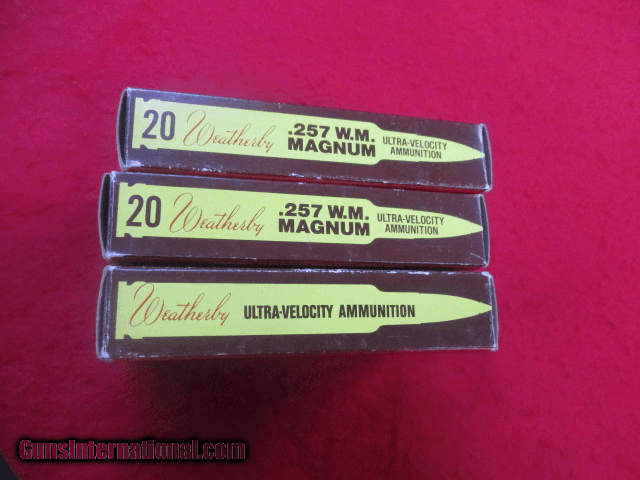 20 Weatherby .257 W.M. MAGNUM ULTRA-VELOCITY AMMUNITION
20 Weatherby .257 W.M. MAGNUM ULTRA-VELOCITY AMMUNITION
Weatherby ULTRA-VELOCITY AMMUNITION
GunsInternational.com